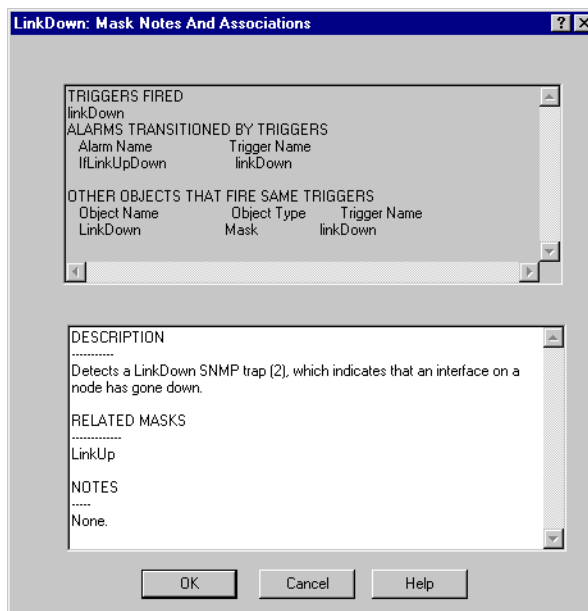 LinkDown: Mask Notes And Associations
TRIGGERS FIRED
linkDown
ALARMS TRANSITIONED BY TRIGGERS
Alarm Name Trigger Name
IfLinkUpDown linkDown
OTHER OBJECTS THAT FIRE SAME TRIGGERS
Object Name Object Type Trigger Name
LinkDown Mask linkDown
DESCRIPTION
-----------
Detects a LinkDown SNMP trap (2), which indicates that an interface on a
node has gone down.
RELATED MASKS
-------------
LinkUp
NOTES
-----
None.
OK Cancel Help